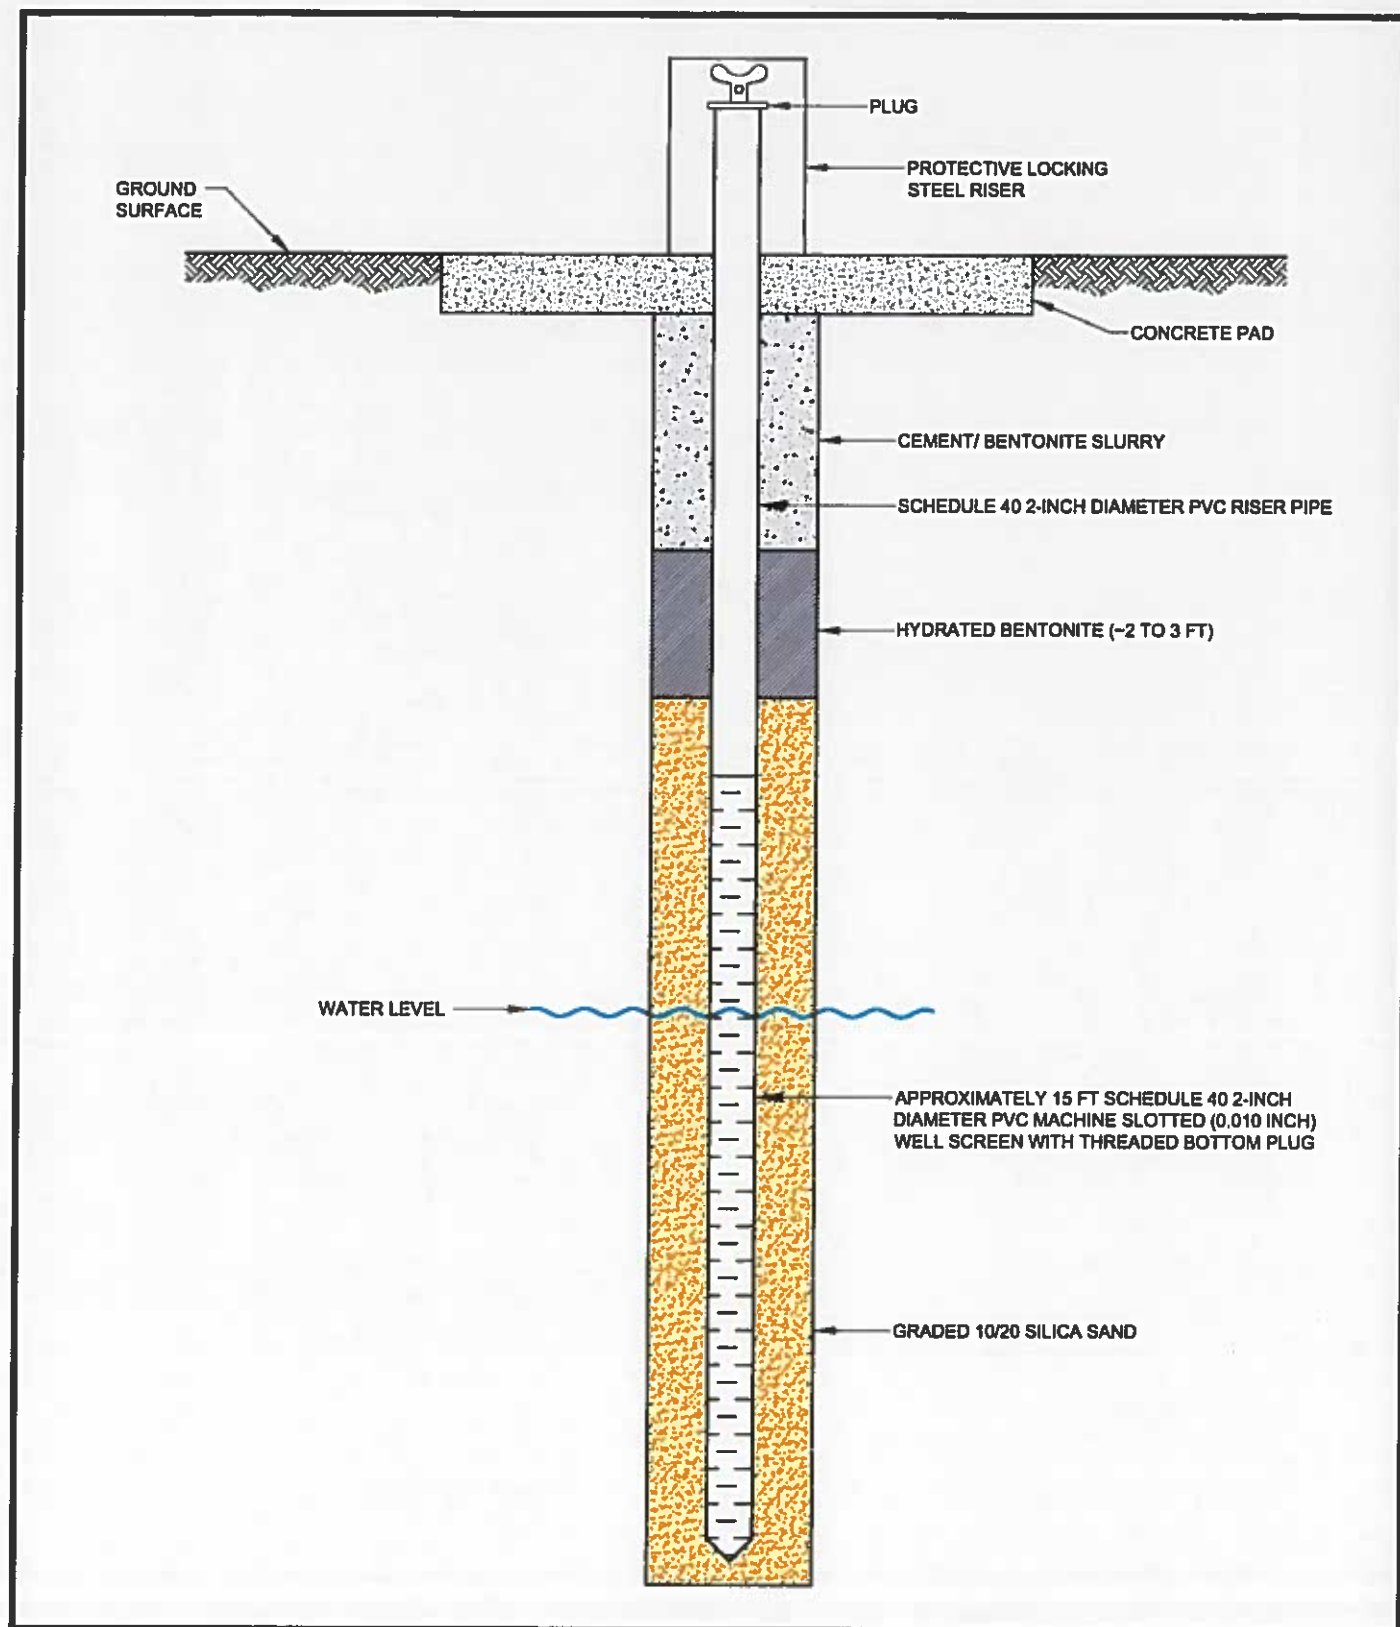 PLUG
PROTECTIVE LOCKING
STEEL RISER
GROUND
SURFACE
CONCRETE PAD
CEMENT/ BENTONITE SLURRY
SCHEDULE 40 2-INCH DIAMETER PVC RISER PIPE
HYDRATED BENTONITE (~2 TO 3 FT)
WATER LEVEL
APPROXIMATELY 15 FT SCHEDULE 40 2-INCH
DIAMETER PVC MACHINE SLOTTED (0.010 INCH)
WELL SCREEN WITH THREADED BOTTOM PLUG
GRADED 10/20 SILICA SAND